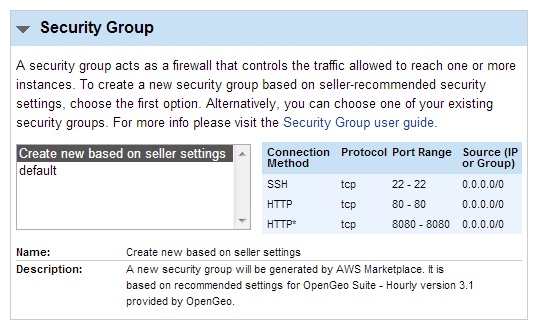 Security Group
A security group acts as a firewall that controls the traffic allowed to reach one or more
instances. To create a new security group based on seller-recommended security
settings, choose the first option. Alternatively, you can choose one of your existing
security groups. For more info please visit the Security Group user guide.
Create new based on seller settings
default
Connection Method Protocol Port Range Source (IP or Group)
SSH tcp 22 - 22 0.0.0.0/0
HTTP tcp 80 - 80 0.0.0.0/0
HTTP* tcp 8080 - 8080 0.0.0.0/0
Name: Create new based on seller settings
Description: A new security group will be generated by AWS Marketplace. It is
based on recommended settings for OpenGeo Suite - Hourly version 3.1
provided by OpenGeo.